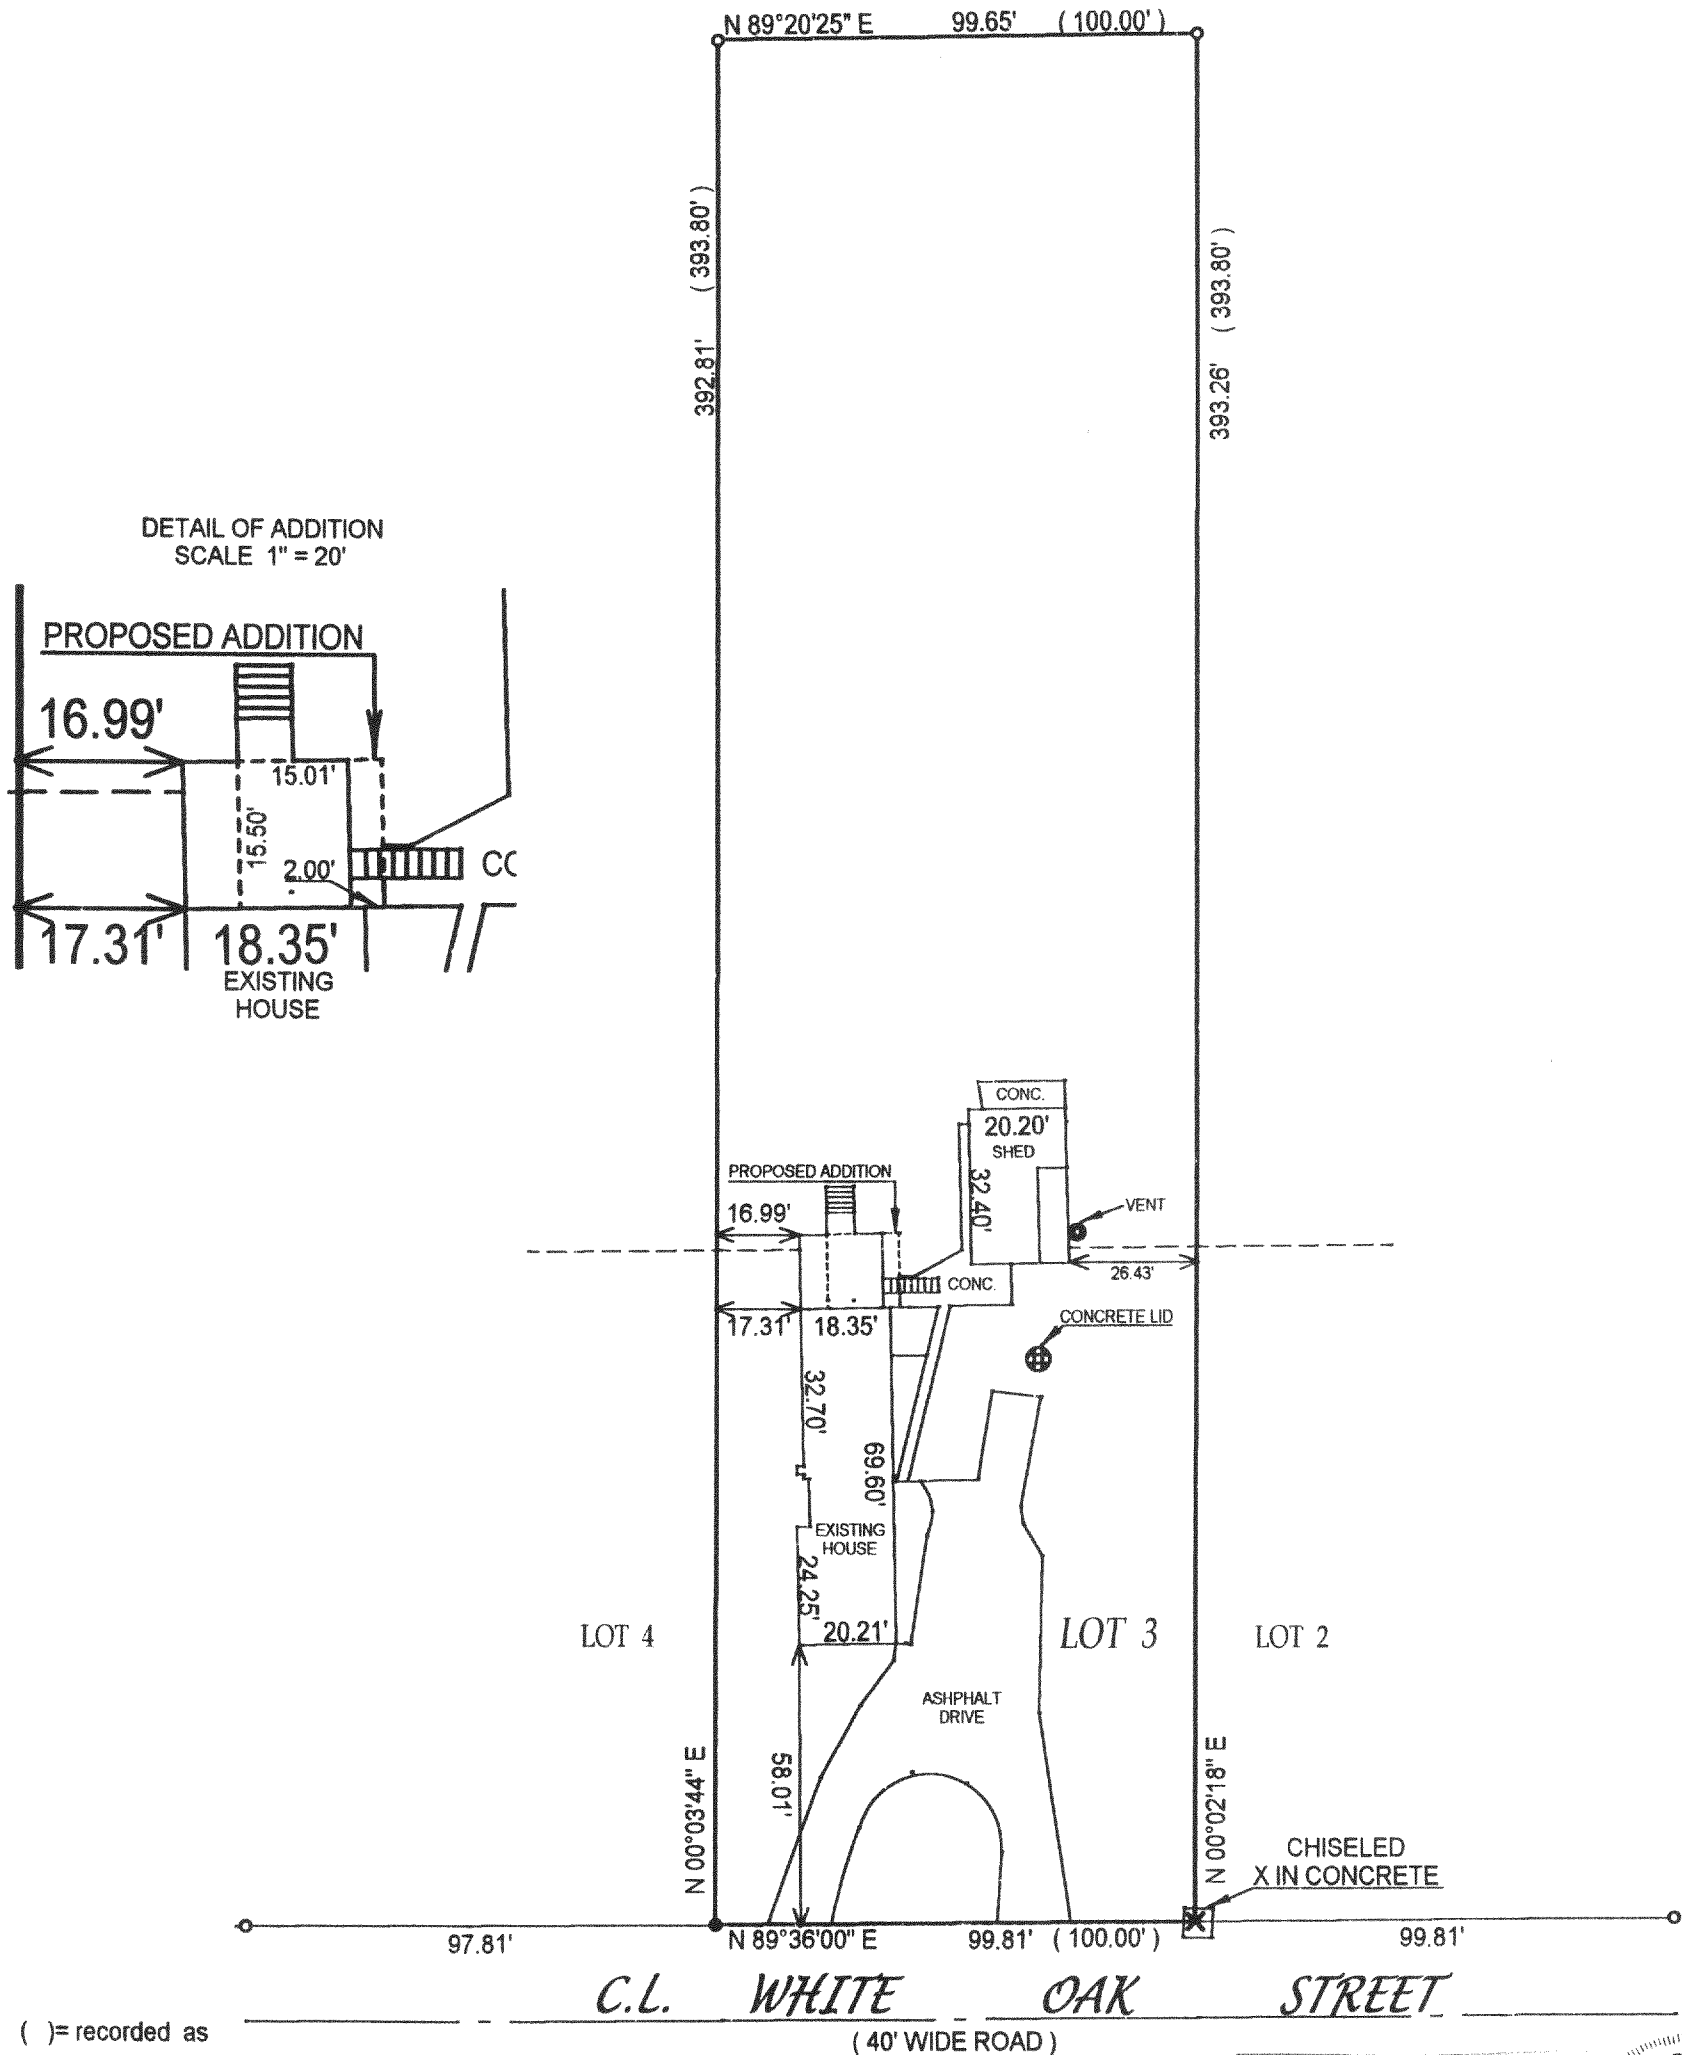 N 89°20'25" E 99.65' ( 100.00' )
( 393.80' )
392.81'
( 393.80' )
393.26'
DETAIL OF ADDITION
SCALE 1" = 20'
PROPOSED ADDITION
16.99'
15.01'
15.50'
2.00'
CC
17.31' 18.35'
EXISTING
HOUSE
CONC.
20.20'
SHED
32.40'
PROPOSED ADDITION
16.99'
VENT
26.43'
CONC.
17.31' 18.35'
CONCRETE LID
32.70'
69.60'
EXISTING
HOUSE
24.25'
20.21'
LOT 4
LOT 3
LOT 2
ASHPHALT
DRIVE
58.01'
N 00°03'44" E
N 00°02'18" E
CHISELED
X IN CONCRETE
97.81'
N 89°36'00" E 99.81' ( 100.00' )
99.81'
C.L. WHITE OAK STREET
( )= recorded as
( 40' WIDE ROAD )